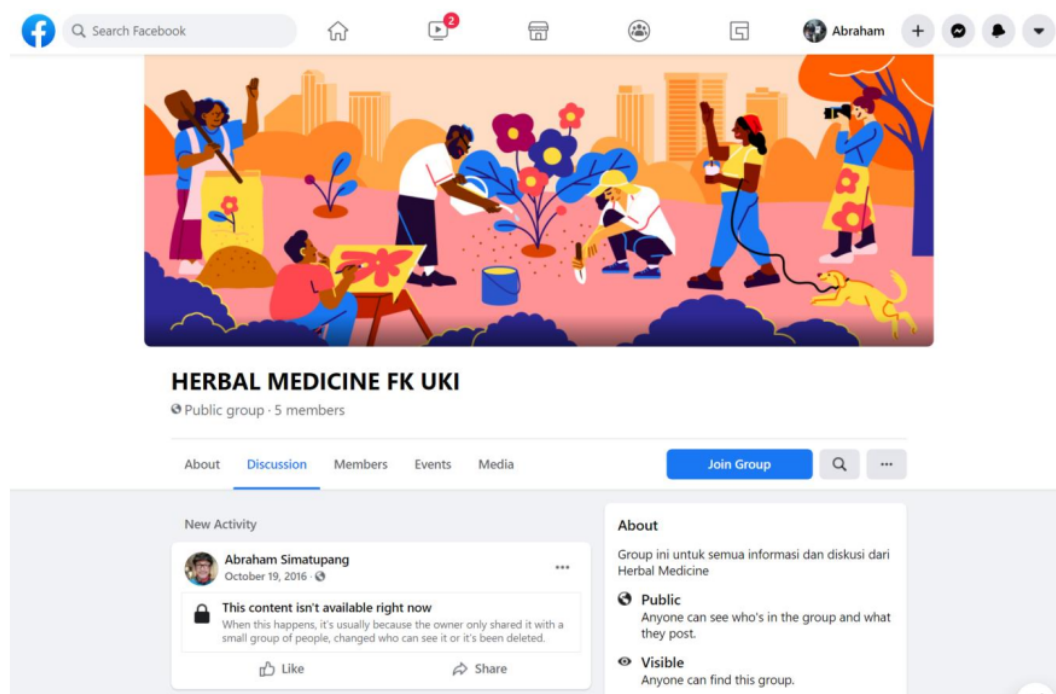 Search Facebook
2
Abraham
HERBAL MEDICINE FK UKI
Public group · 5 members
About
Discussion
Members
Events
Media
Join Group
New Activity
Abraham Simatupang
October 19, 2016 ·
This content isn't available right now
When this happens, it's usually because the owner only shared it with a
small group of people, changed who can see it or it's been deleted.
Like
Share
About
Group ini untuk semua informasi dan diskusi dari
Herbal Medicine
Public
Anyone can see who's in the group and what
they post.
Visible
Anyone can find this group.